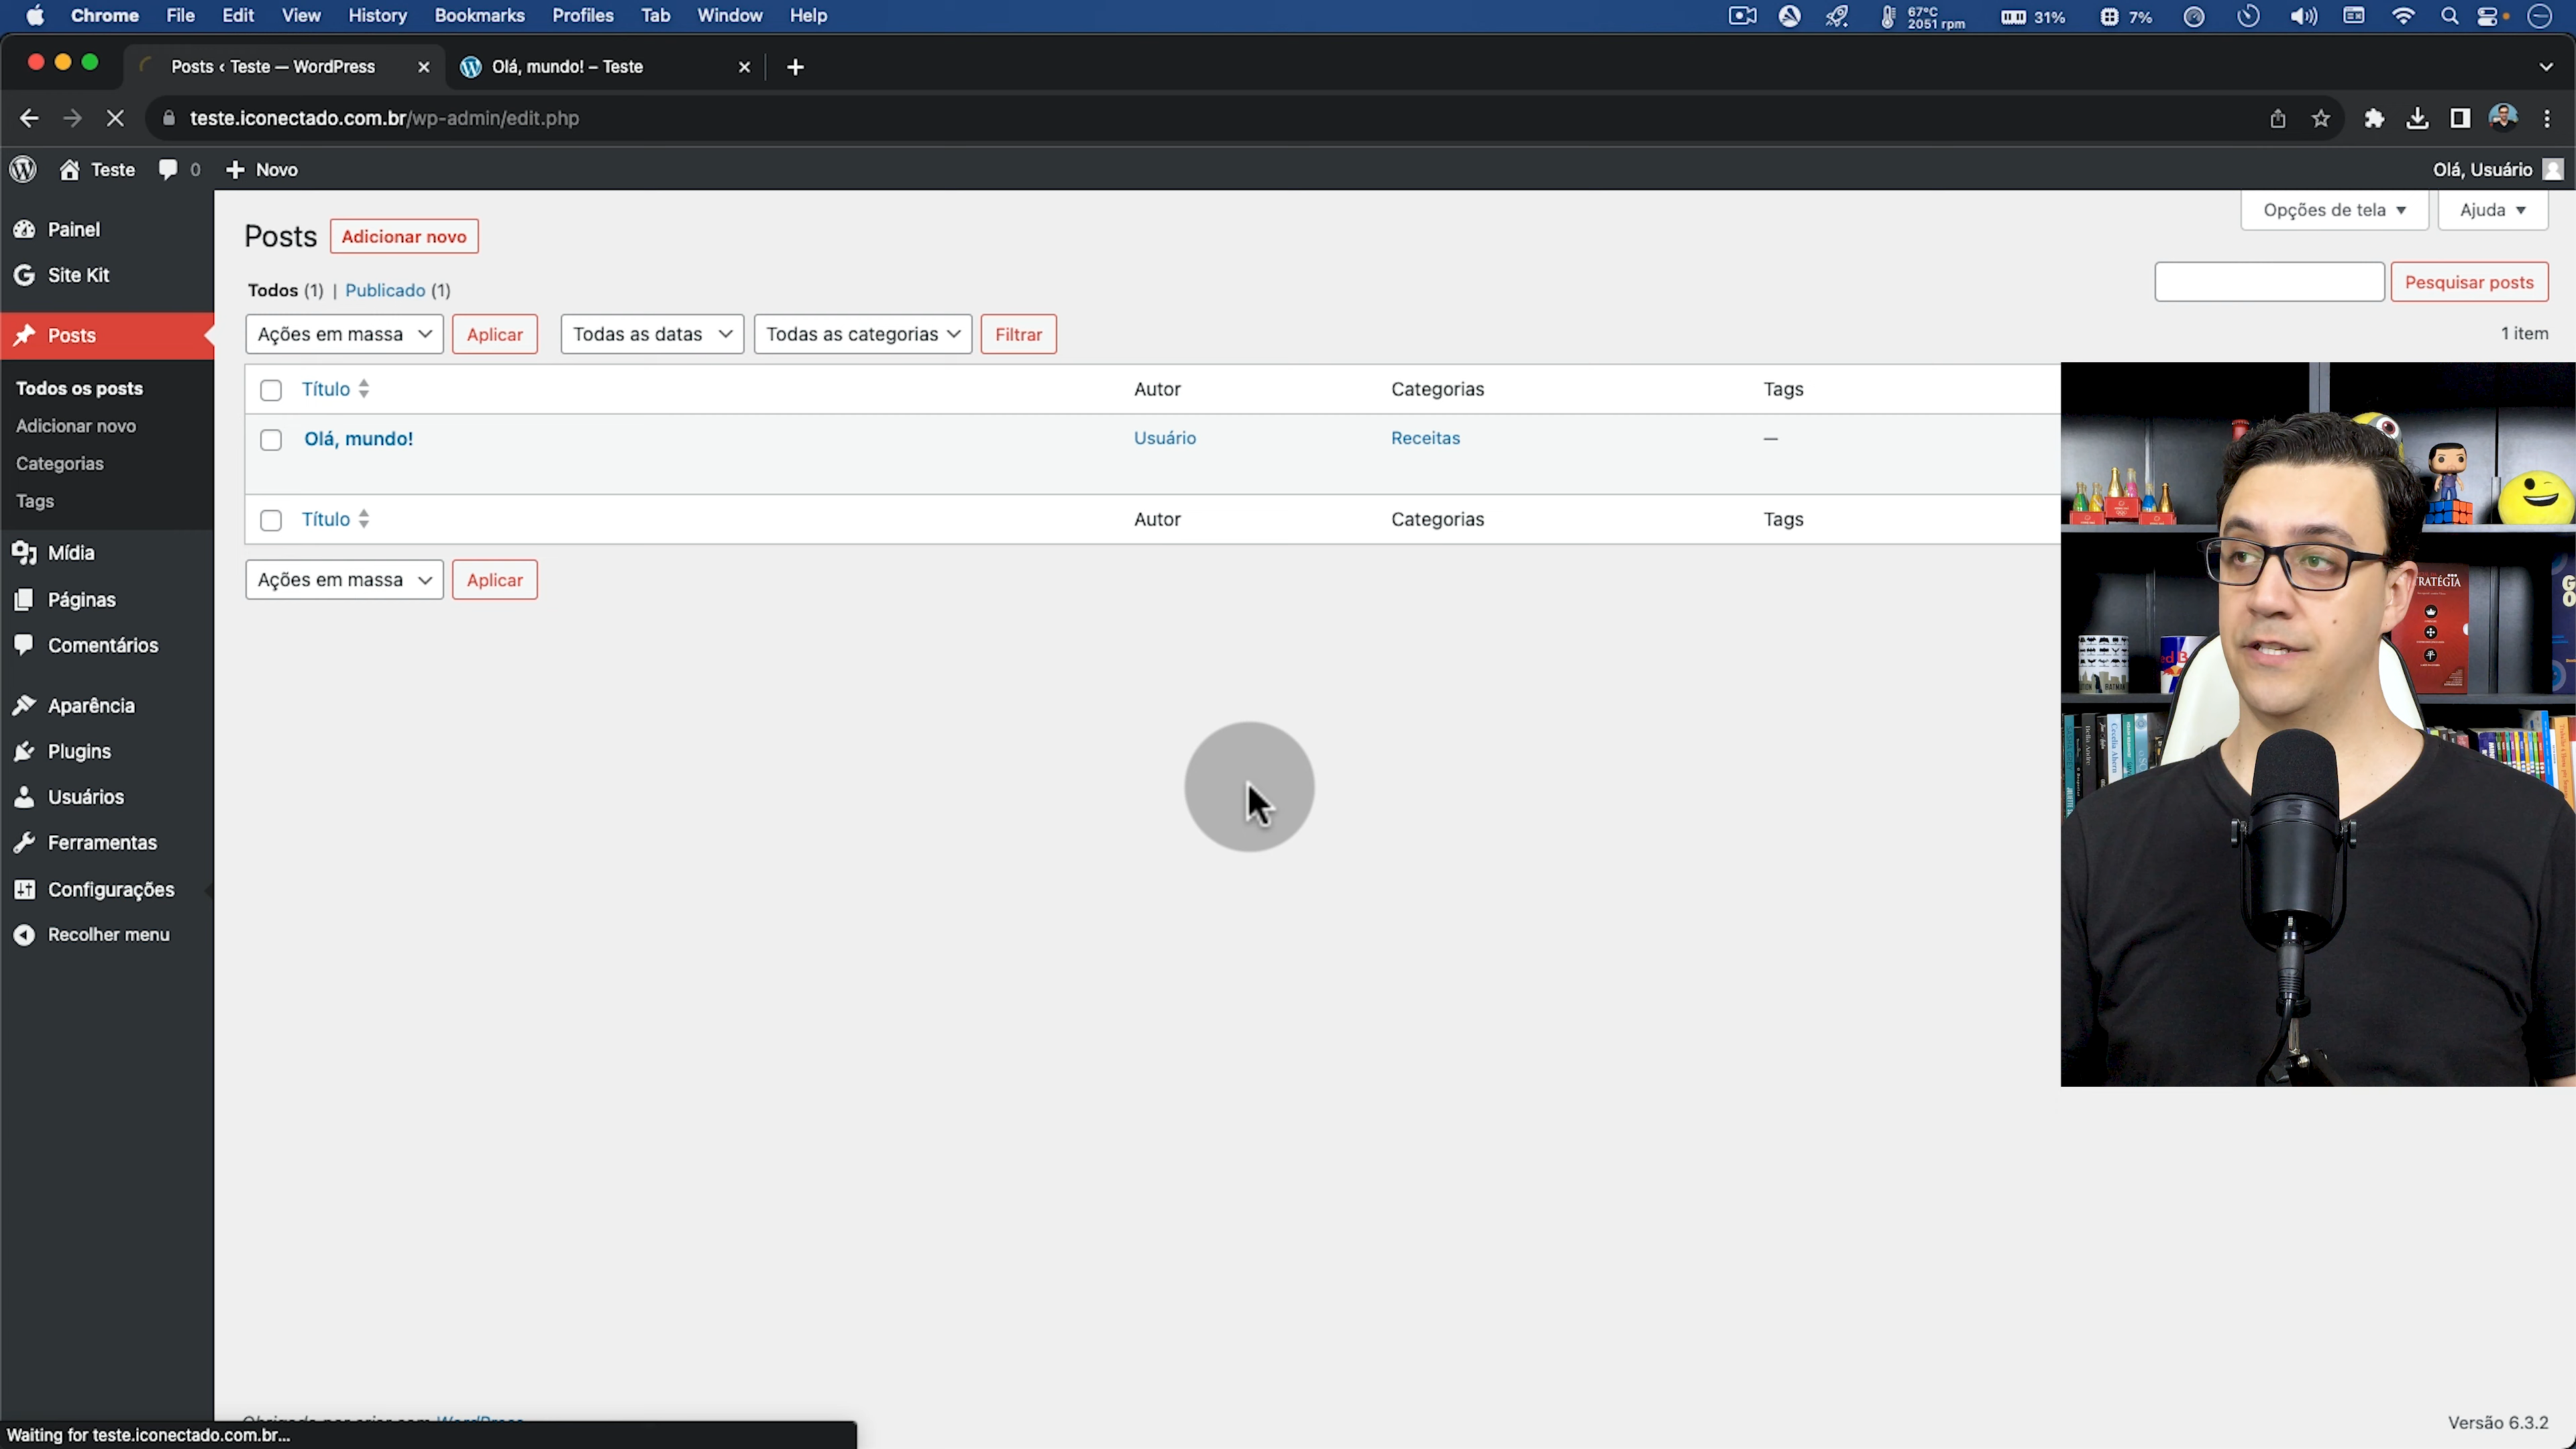 Chrome File Edit View History Bookmarks Profiles Tab Window Help
67°C
2051 rpm
31%
7%
Posts ‹ Teste — WordPress
Olá, mundo! – Teste
teste.iconectado.com.br/wp-admin/edit.php
Teste 0 Novo
Olá, Usuário
Painel
Site Kit
Posts
Todos os posts
Adicionar novo
Categorias
Tags
Mídia
Páginas
Comentários
Aparência
Plugins
Usuários
Ferramentas
Configurações
Recolher menu
Opções de tela
Ajuda
Posts Adicionar novo
Todos (1) | Publicado (1)
Pesquisar posts
Ações em massa Aplicar Todas as datas Todas as categorias Filtrar
1 item
Título Autor Categorias Tags
Olá, mundo! Usuário Receitas —
Título Autor Categorias Tags
Ações em massa Aplicar
Versão 6.3.2
Waiting for teste.iconectado.com.br...